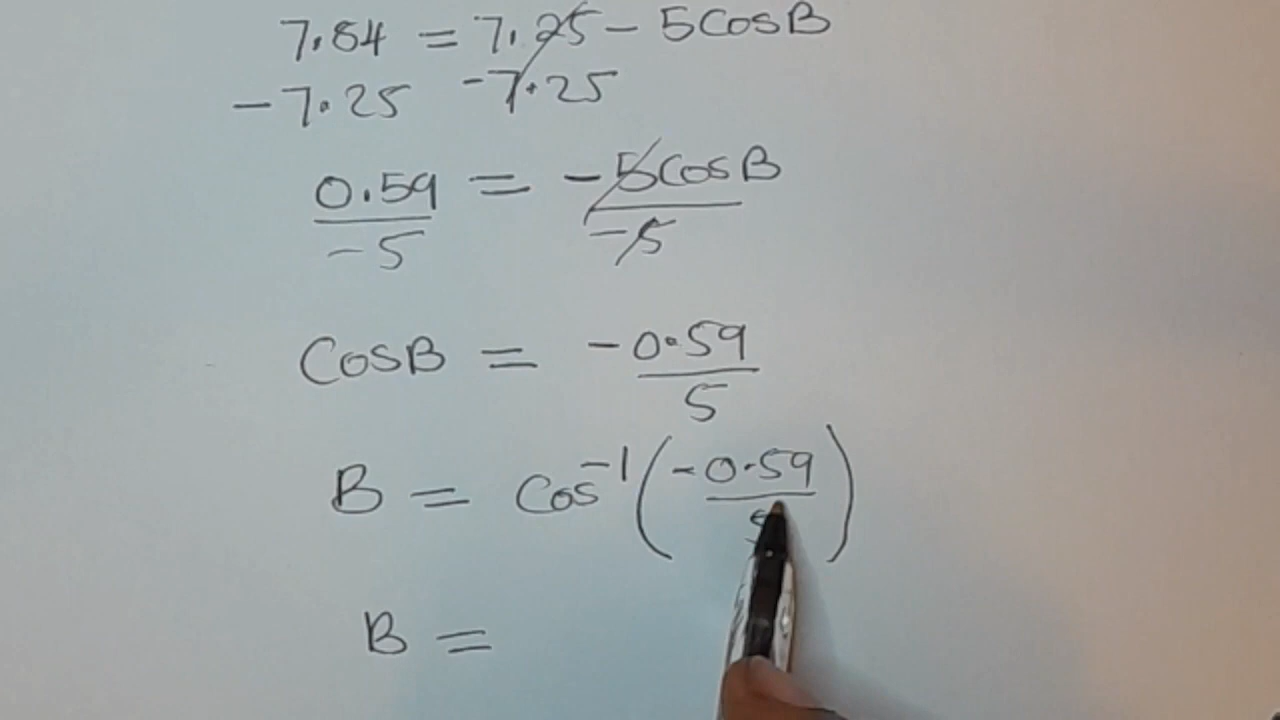 7.84 = 7.25 - 5CosB
-7.25 -7.25
0.59 = -5CosB
-5 -5
CosB = -0.59
5
B = Cos⁻¹(-0.59
5)
B =